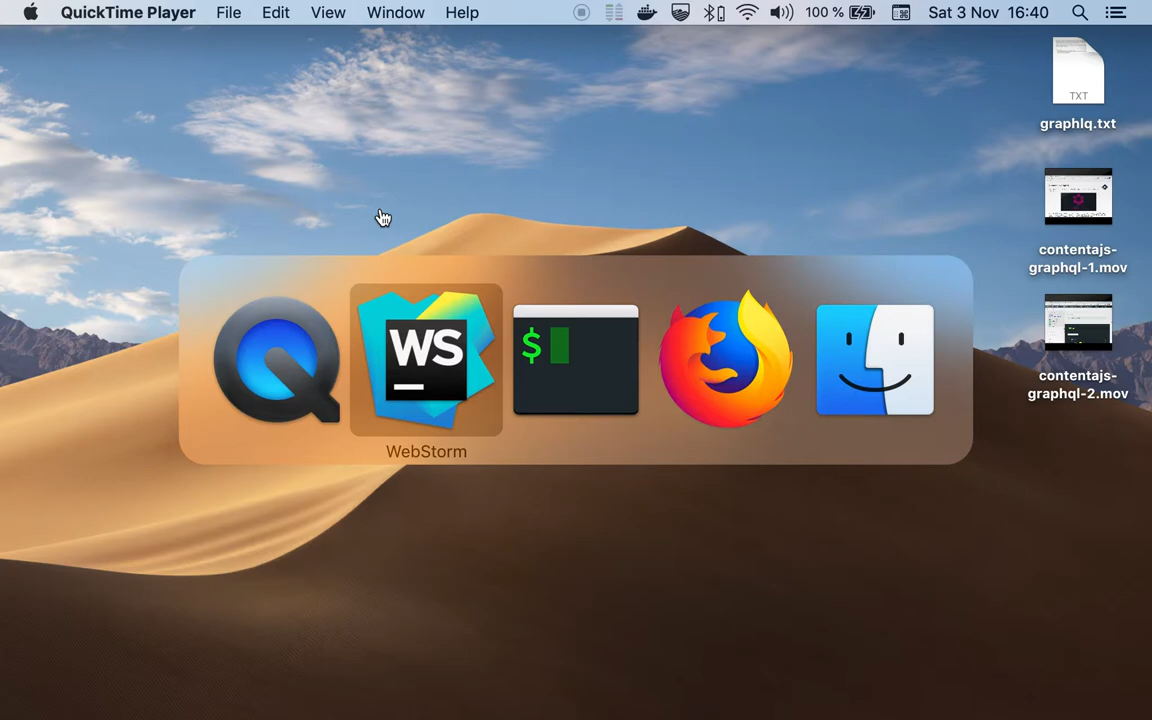 QuickTime Player File Edit View Window Help 100 % Sat 3 Nov 16:40
TXT
graphlq.txt
contentajs-
graphql-1.mov
contentajs-
graphql-2.mov
WS
$
WebStorm